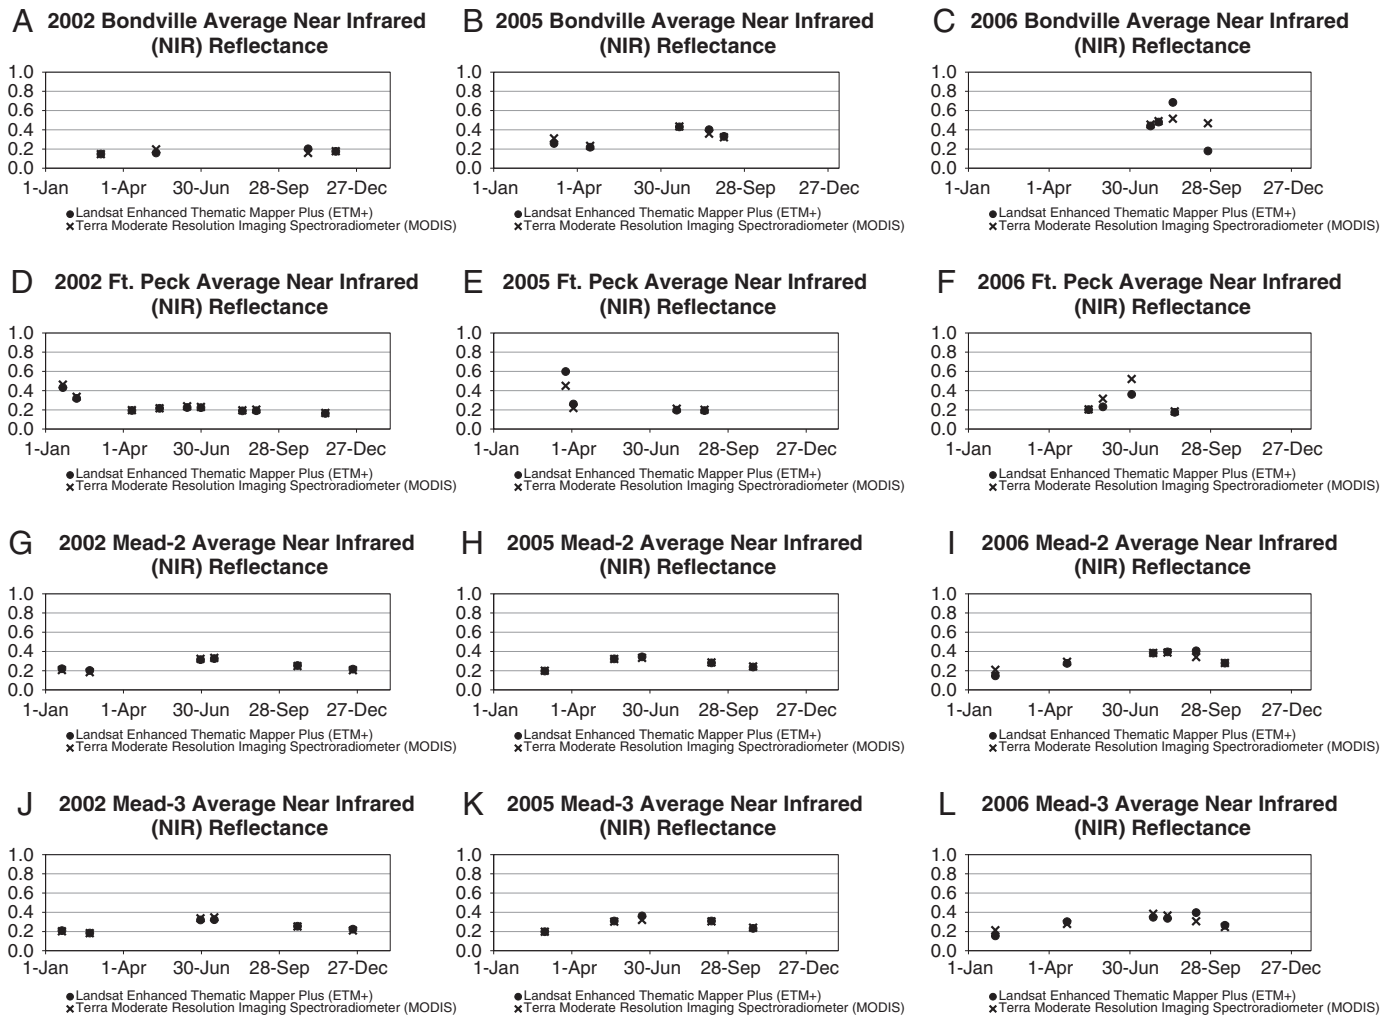 A 2002 Bondville Average Near Infrared
(NIR) Reflectance
1.0
0.8
0.6
0.4
0.2
0.0
1-Jan 1-Apr 30-Jun 28-Sep 27-Dec
Landsat Enhanced Thematic Mapper Plus (ETM+)
Terra Moderate Resolution Imaging Spectroradiometer (MODIS)
B 2005 Bondville Average Near Infrared
(NIR) Reflectance
1.0
0.8
0.6
0.4
0.2
0.0
1-Jan 1-Apr 30-Jun 28-Sep 27-Dec
Landsat Enhanced Thematic Mapper Plus (ETM+)
Terra Moderate Resolution Imaging Spectroradiometer (MODIS)
C 2006 Bondville Average Near Infrared
(NIR) Reflectance
1.0
0.8
0.6
0.4
0.2
0.0
1-Jan 1-Apr 30-Jun 28-Sep 27-Dec
Landsat Enhanced Thematic Mapper Plus (ETM+)
Terra Moderate Resolution Imaging Spectroradiometer (MODIS)
D 2002 Ft. Peck Average Near Infrared
(NIR) Reflectance
1.0
0.8
0.6
0.4
0.2
0.0
1-Jan 1-Apr 30-Jun 28-Sep 27-Dec
Landsat Enhanced Thematic Mapper Plus (ETM+)
Terra Moderate Resolution Imaging Spectroradiometer (MODIS)
E 2005 Ft. Peck Average Near Infrared
(NIR) Reflectance
1.0
0.8
0.6
0.4
0.2
0.0
1-Jan 1-Apr 30-Jun 28-Sep 27-Dec
Landsat Enhanced Thematic Mapper Plus (ETM+)
Terra Moderate Resolution Imaging Spectroradiometer (MODIS)
F 2006 Ft. Peck Average Near Infrared
(NIR) Reflectance
1.0
0.8
0.6
0.4
0.2
0.0
1-Jan 1-Apr 30-Jun 28-Sep 27-Dec
Landsat Enhanced Thematic Mapper Plus (ETM+)
Terra Moderate Resolution Imaging Spectroradiometer (MODIS)
G 2002 Mead-2 Average Near Infrared
(NIR) Reflectance
1.0
0.8
0.6
0.4
0.2
0.0
1-Jan 1-Apr 30-Jun 28-Sep 27-Dec
Landsat Enhanced Thematic Mapper Plus (ETM+)
Terra Moderate Resolution Imaging Spectroradiometer (MODIS)
H 2005 Mead-2 Average Near Infrared
(NIR) Reflectance
1.0
0.8
0.6
0.4
0.2
0.0
1-Jan 1-Apr 30-Jun 28-Sep 27-Dec
Landsat Enhanced Thematic Mapper Plus (ETM+)
Terra Moderate Resolution Imaging Spectroradiometer (MODIS)
I 2006 Mead-2 Average Near Infrared
(NIR) Reflectance
1.0
0.8
0.6
0.4
0.2
0.0
1-Jan 1-Apr 30-Jun 28-Sep 27-Dec
Landsat Enhanced Thematic Mapper Plus (ETM+)
Terra Moderate Resolution Imaging Spectroradiometer (MODIS)
J 2002 Mead-3 Average Near Infrared
(NIR) Reflectance
1.0
0.8
0.6
0.4
0.2
0.0
1-Jan 1-Apr 30-Jun 28-Sep 27-Dec
Landsat Enhanced Thematic Mapper Plus (ETM+)
Terra Moderate Resolution Imaging Spectroradiometer (MODIS)
K 2005 Mead-3 Average Near Infrared
(NIR) Reflectance
1.0
0.8
0.6
0.4
0.2
0.0
1-Jan 1-Apr 30-Jun 28-Sep 27-Dec
Landsat Enhanced Thematic Mapper Plus (ETM+)
Terra Moderate Resolution Imaging Spectroradiometer (MODIS)
L 2006 Mead-3 Average Near Infrared
(NIR) Reflectance
1.0
0.8
0.6
0.4
0.2
0.0
1-Jan 1-Apr 30-Jun 28-Sep 27-Dec
Landsat Enhanced Thematic Mapper Plus (ETM+)
Terra Moderate Resolution Imaging Spectroradiometer (MODIS)